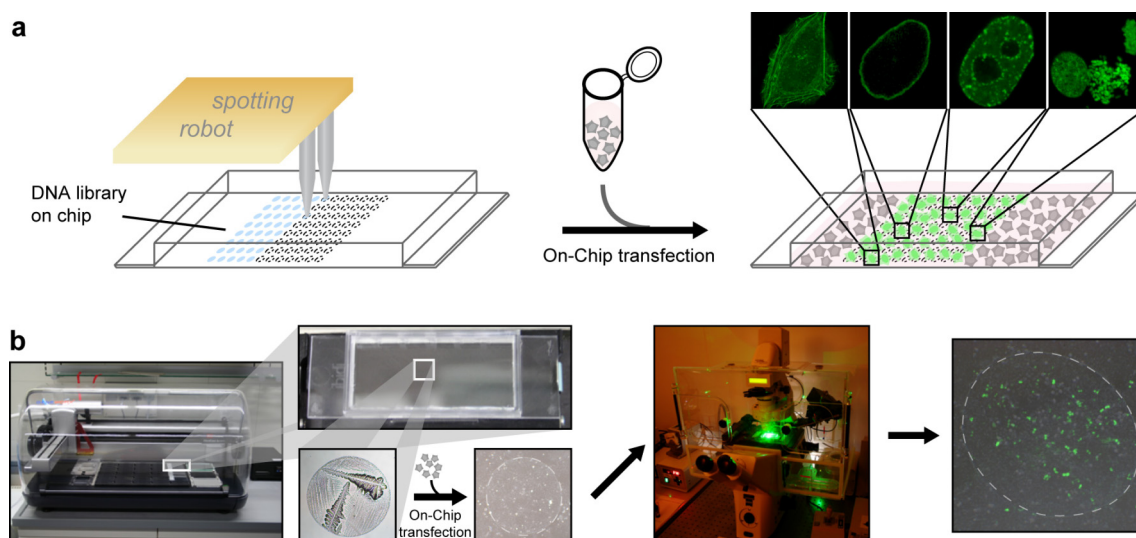 a
spotting
robot
DNA library
on chip
On-Chip transfection
b
On-Chip
transfection